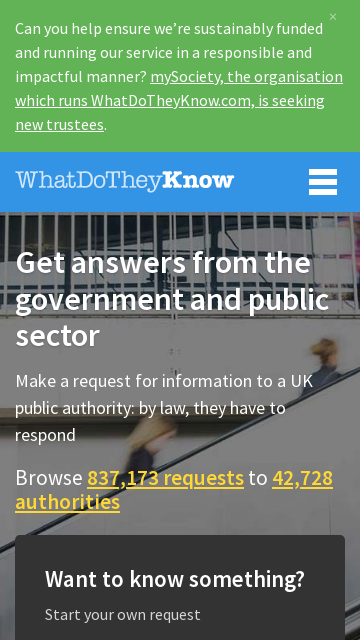 ×
Can you help ensure we’re sustainably funded
and running our service in a responsible and
impactful manner? mySociety, the organisation
which runs WhatDoTheyKnow.com, is seeking
new trustees.
WhatDoTheyKnow
Get answers from the
government and public
sector
Make a request for information to a UK
public authority: by law, they have to
respond
Browse 837,173 requests to 42,728
authorities
Want to know something?
Start your own request